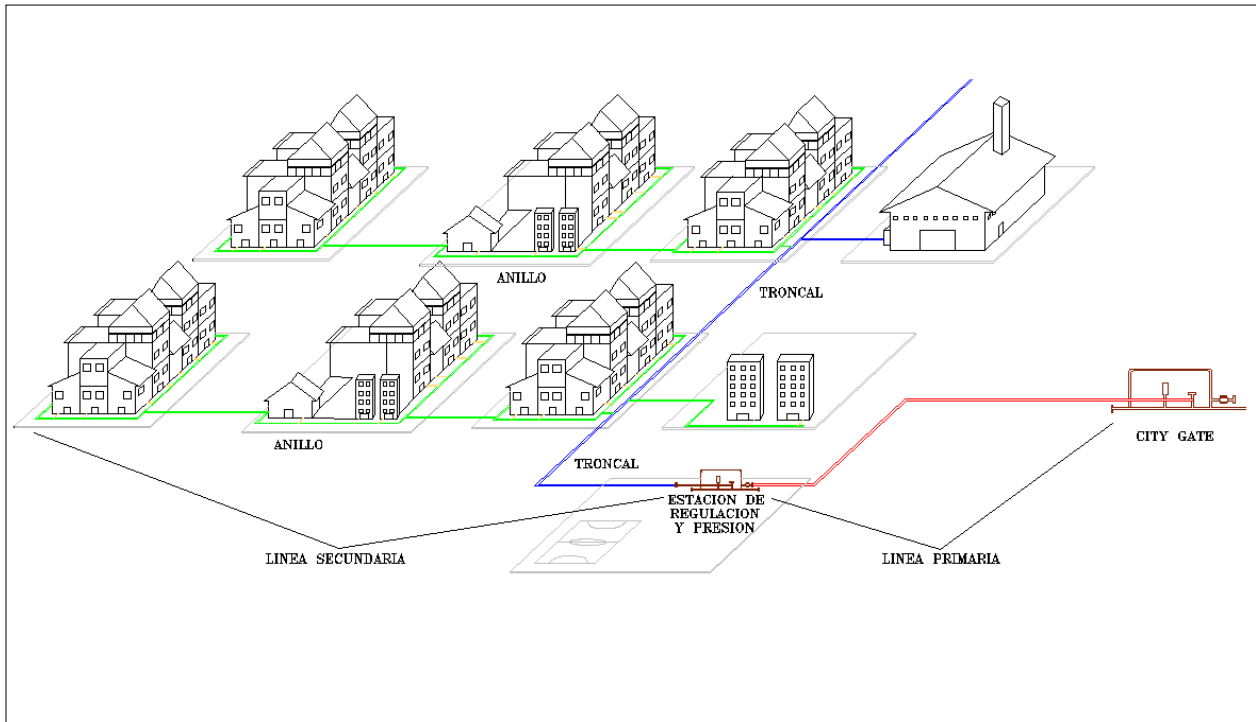 ANILLO
TRONCAL
CITY GATE
ANILLO
TRONCAL
ESTACION DE
REGULACION
Y PRESION
LINEA SECUNDARIA
LINEA PRIMARIA